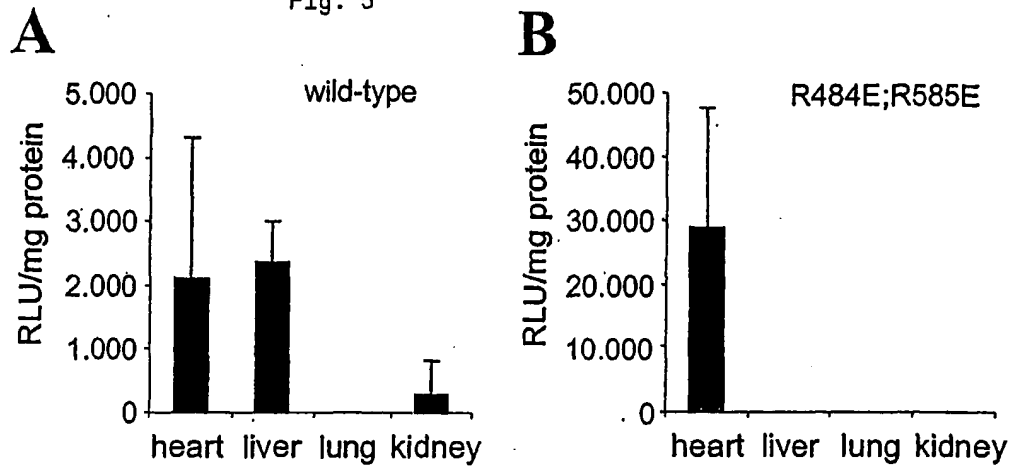 Fig. 3
A
wild-type
RLU/mg protein
5.000
4.000
3.000
2.000
1.000
0
heart liver lung kidney
B
R484E;R585E
RLU/mg protein
50.000
40.000
30.000
20.000
10.000
0
heart liver lung kidney